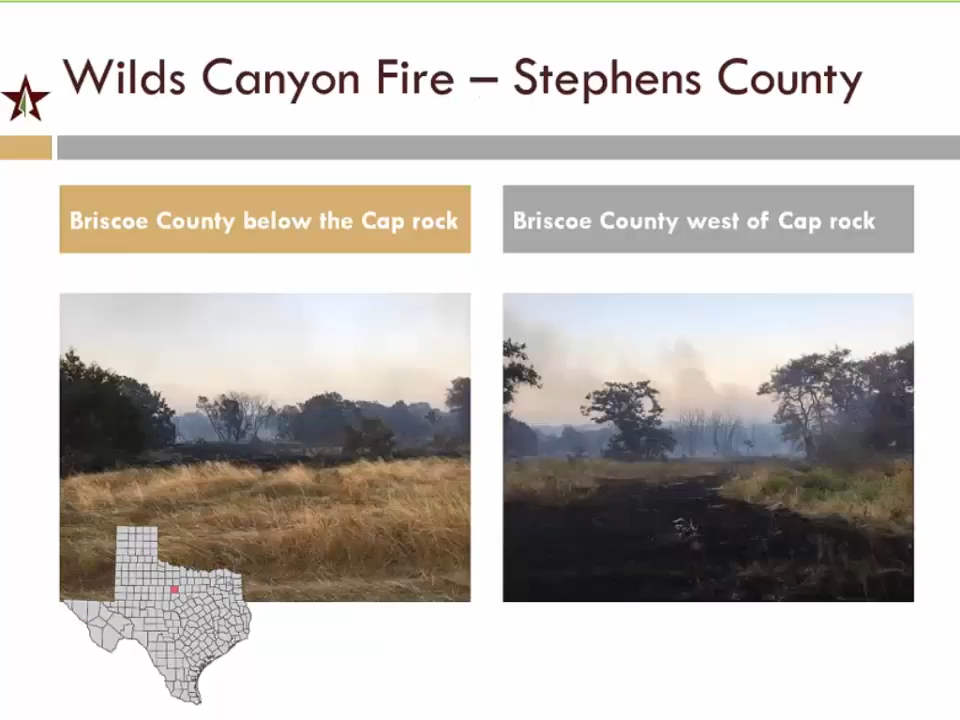 Wilds Canyon Fire – Stephens County
Briscoe County below the Cap rock
Briscoe County west of Cap rock